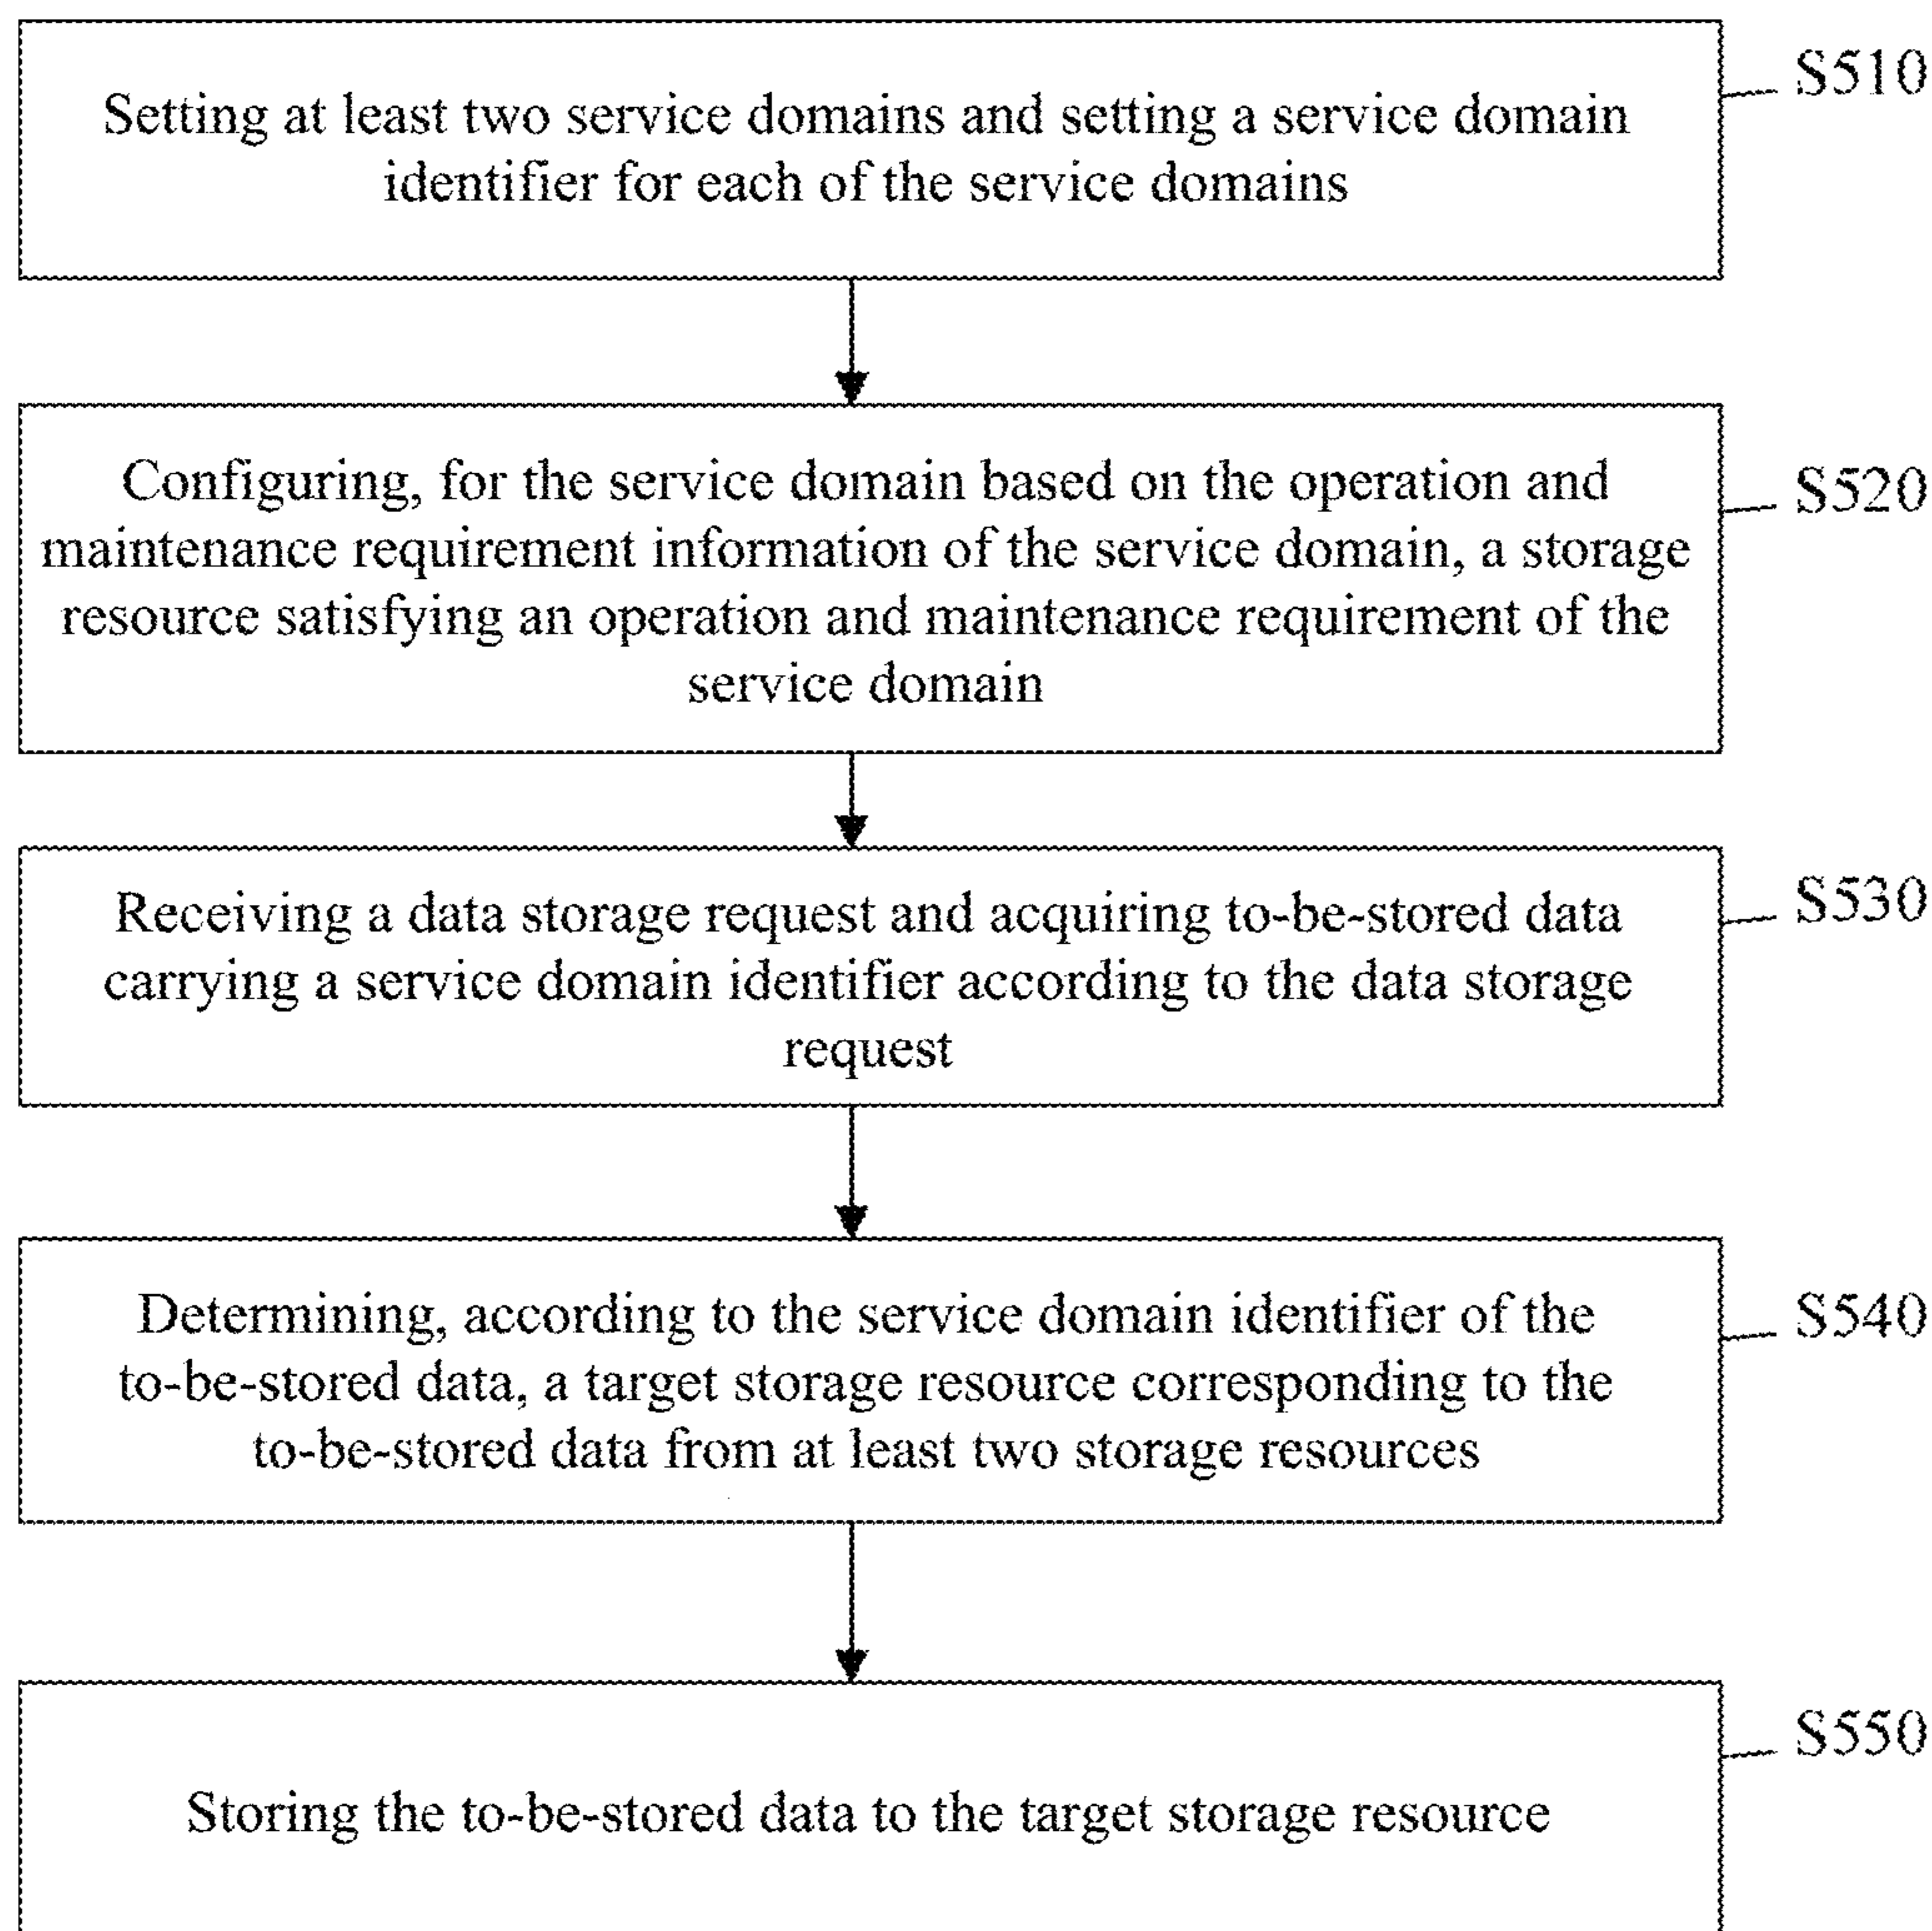 Setting at least two service domains and setting a service domain
identifier for each of the service domains
S510
Configuring, for the service domain based on the operation and
maintenance requirement information of the service domain, a storage
resource satisfying an operation and maintenance requirement of the
service domain
S520
Receiving a data storage request and acquiring to-be-stored data
carrying a service domain identifier according to the data storage
request
S530
Determining, according to the service domain identifier of the
to-be-stored data, a target storage resource corresponding to the
to-be-stored data from at least two storage resources
S540
Storing the to-be-stored data to the target storage resource
S550